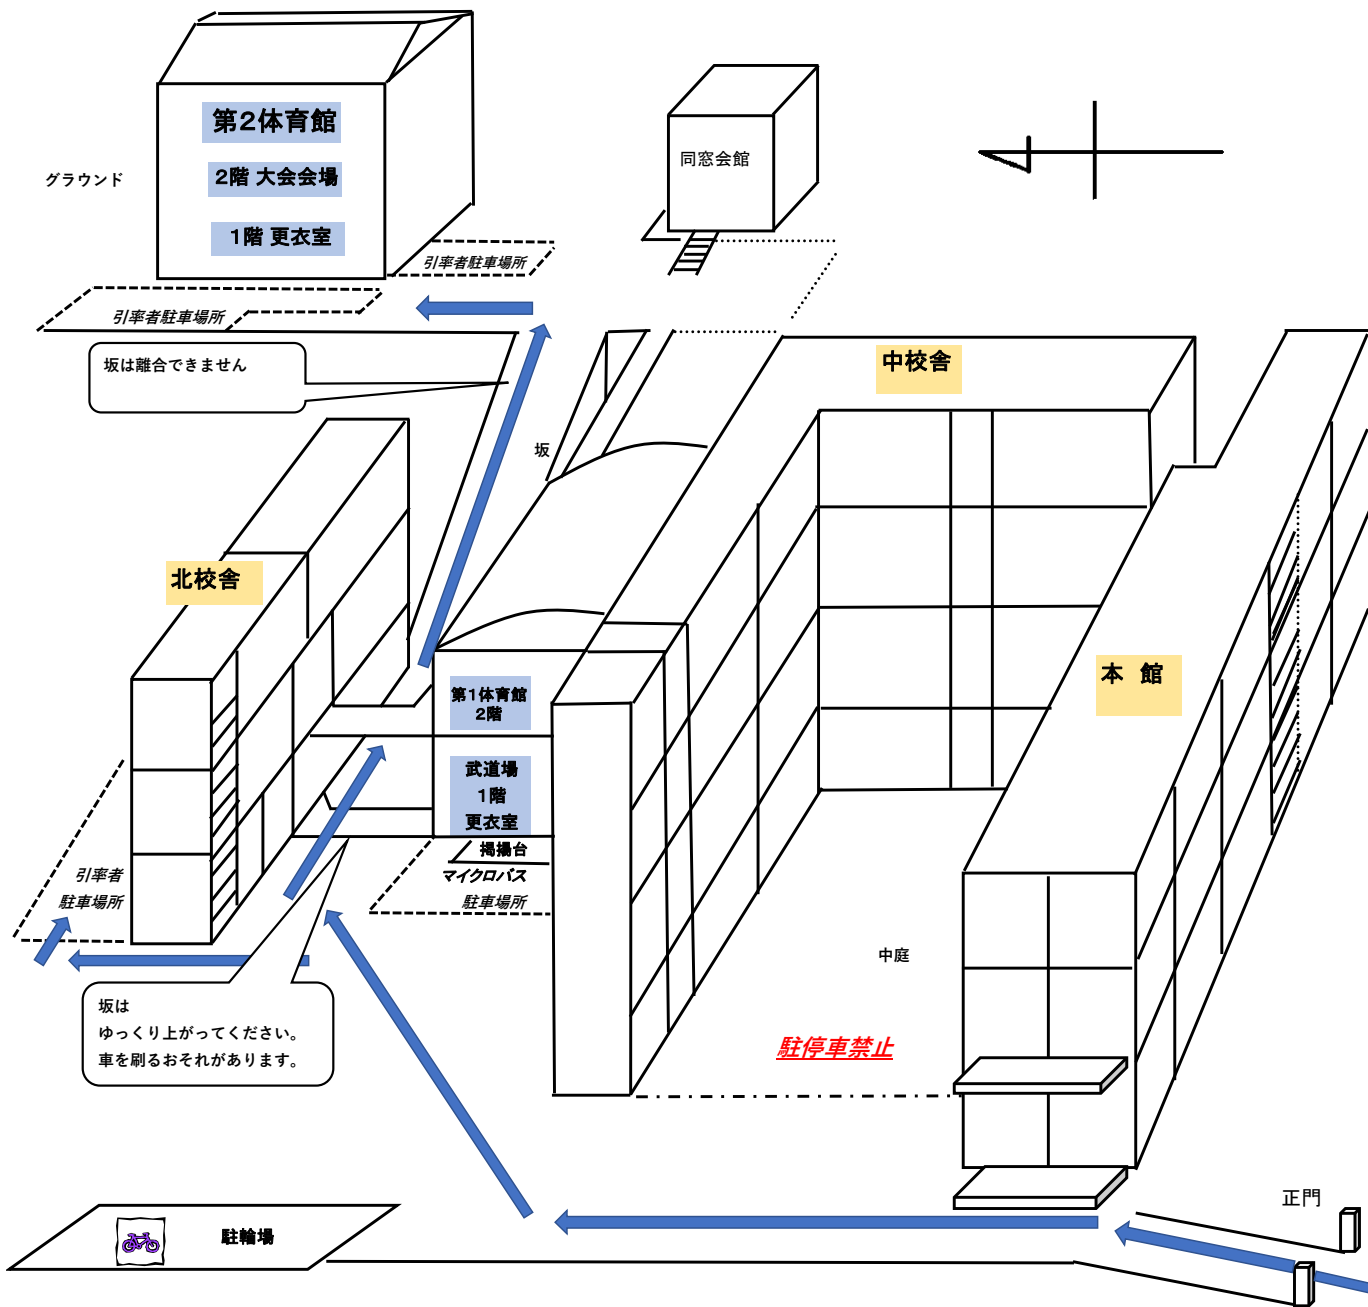 第2体育館
2階 大会会場
1階 更衣室
グラウンド
同窓会館
引率者駐車場所
引率者駐車場所
坂は離合できません
中校舎
坂
北校舎
本 館
第1体育館
2階
武道場
1階
更衣室
掲揚台
マイクロバス
駐車場所
引率者
駐車場所
中庭
坂は
ゆっくり上がってください。
車を刷るおそれがあります。
駐停車禁止
正門
駐輪場